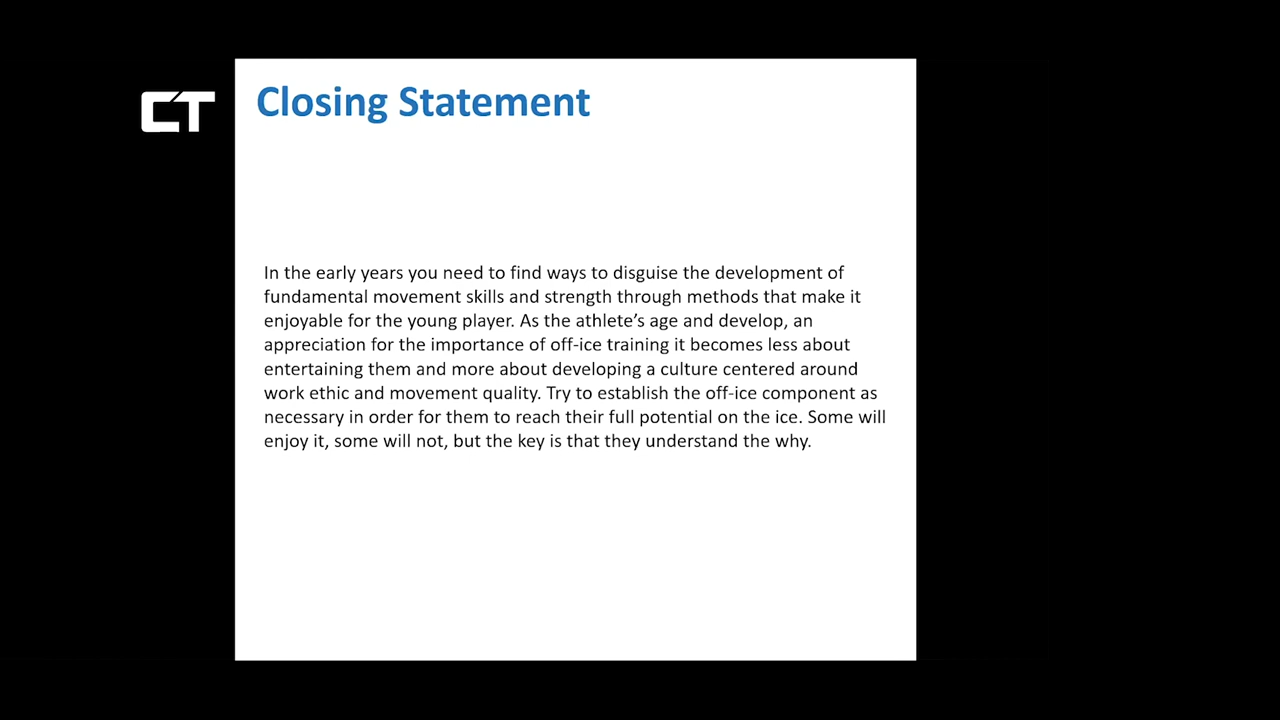 CT
Closing Statement
In the early years you need to find ways to disguise the development of
fundamental movement skills and strength through methods that make it
enjoyable for the young player. As the athlete’s age and develop, an
appreciation for the importance of off-ice training it becomes less about
entertaining them and more about developing a culture centered around
work ethic and movement quality. Try to establish the off-ice component as
necessary in order for them to reach their full potential on the ice. Some will
enjoy it, some will not, but the key is that they understand the why.